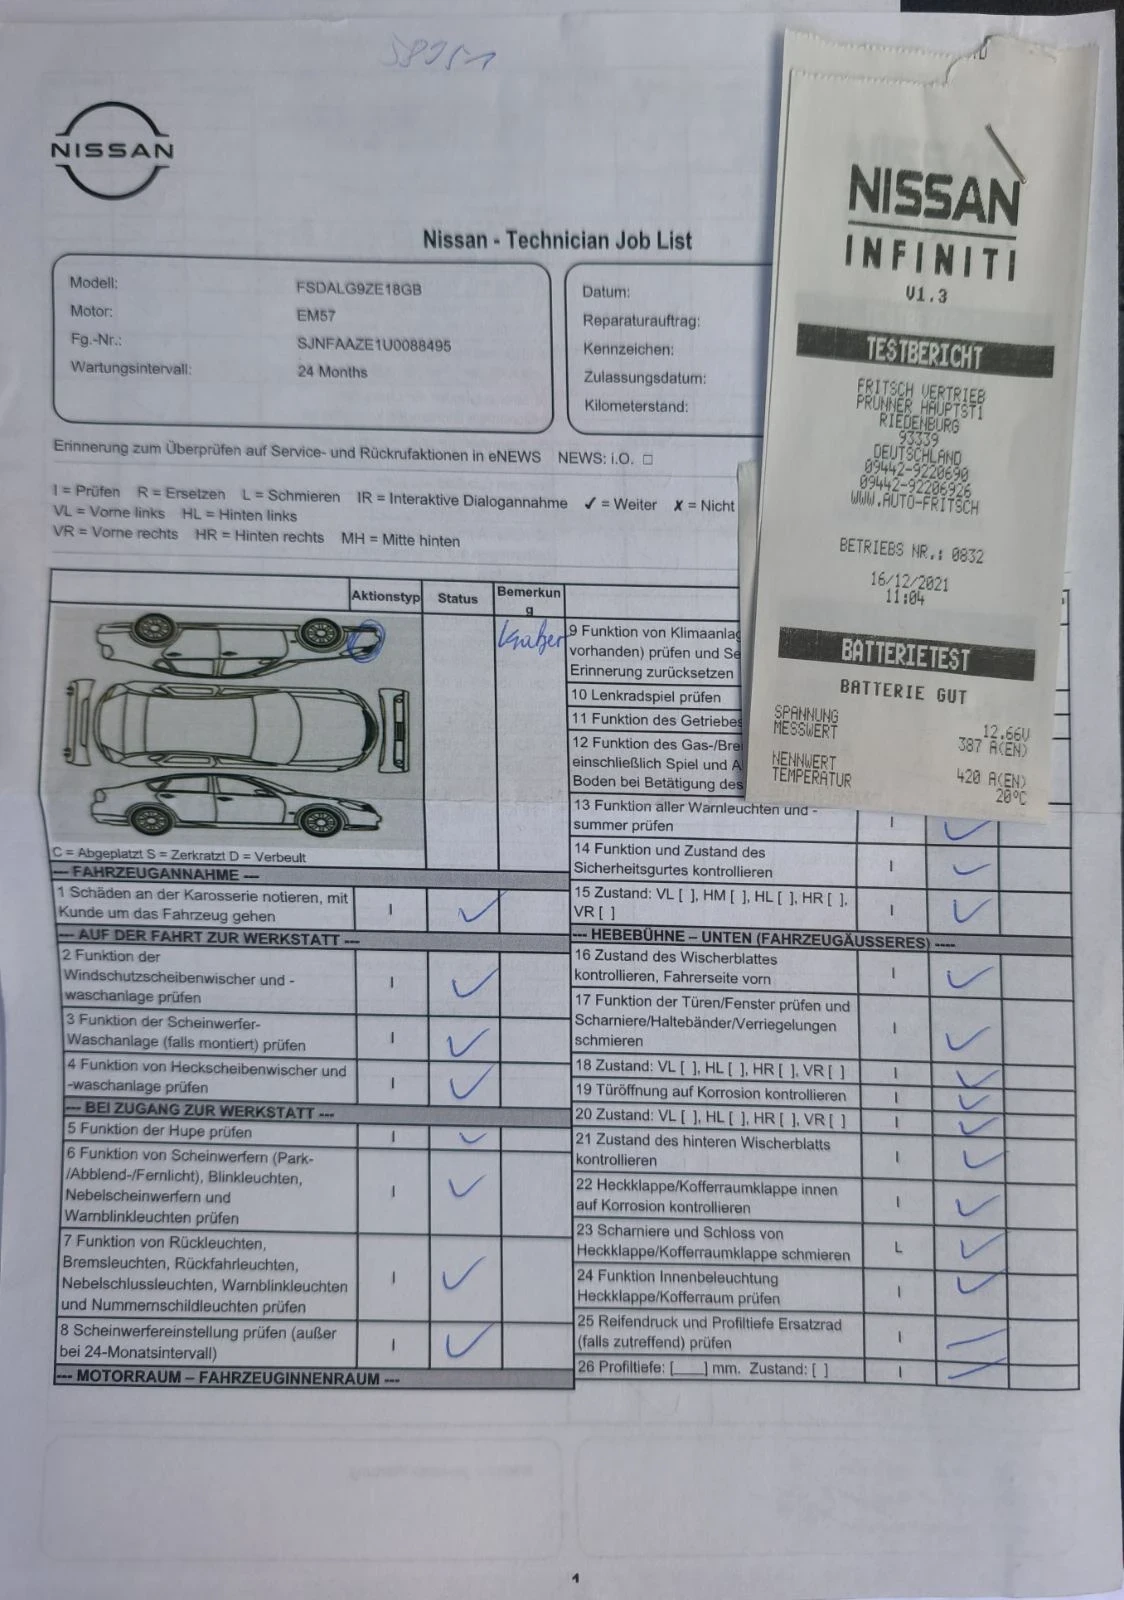 58951
NISSAN
Nissan - Technician Job List
Modell: FSDALG9ZE18GB
Motor: EM57
Fg.-Nr.: SJNFAAZE1U0088495
Wartungsintervall: 24 Months
Datum:
Reparaturauftrag:
Kennzeichen:
Zulassungsdatum:
Kilometerstand:
Erinnerung zum Überprüfen auf Service- und Rückrufaktionen in eNEWS NEWS: i.O. □
I = Prüfen R = Ersetzen L = Schmieren IR = Interaktive Dialogannahme ✓ = Weiter ✗ = Nicht
VL = Vorne links HL = Hinten links
VR = Vorne rechts HR = Hinten rechts MH = Mitte hinten
Aktionstyp Status Bemerkun
g
C = Abgeplatzt S = Zerkratzt D = Verbeult
--- FAHRZEUGANNAHME ---
1 Schäden an der Karosserie notieren, mit
Kunde um das Fahrzeug gehen I ✓
--- AUF DER FAHRT ZUR WERKSTATT ---
2 Funktion der
Windschutzscheibenwischer und -
waschanlage prüfen I ✓
3 Funktion der Scheinwerfer-
Waschanlage (falls montiert) prüfen I ✓
4 Funktion von Heckscheibenwischer und
-waschanlage prüfen I ✓
--- BEI ZUGANG ZUR WERKSTATT ---
5 Funktion der Hupe prüfen I ✓
6 Funktion von Scheinwerfern (Park-
/Abblend-/Fernlicht), Blinkleuchten,
Nebelscheinwerfern und
Warnblinkleuchten prüfen I ✓
7 Funktion von Rückleuchten,
Bremsleuchten, Rückfahrleuchten,
Nebelschlussleuchten, Warnblinkleuchten
und Nummernschildleuchten prüfen I ✓
8 Scheinwerfereinstellung prüfen (außer
bei 24-Monatsintervall) I ✓
--- MOTORRAUM – FAHRZEUGINNENRAUM ---
9 Funktion von Klimaanlag
vorhanden) prüfen und Se
Erinnerung zurücksetzen
10 Lenkradspiel prüfen
11 Funktion des Getriebes
12 Funktion des Gas-/Bre
einschließlich Spiel und A
Boden bei Betätigung des
13 Funktion aller Warnleuchten und -
summer prüfen I ✓
14 Funktion und Zustand des
Sicherheitsgurtes kontrollieren I ✓
15 Zustand: VL [ ], HM [ ], HL [ ], HR [ ],
VR [ ] I ✓
--- HEBEBÜHNE – UNTEN (FAHRZEUGÄUSSERES) ----
16 Zustand des Wischerblattes
kontrollieren, Fahrerseite vorn I ✓
17 Funktion der Türen/Fenster prüfen und
Scharniere/Haltebänder/Verriegelungen
schmieren I ✓
18 Zustand: VL [ ], HL [ ], HR [ ], VR [ ] I ✓
19 Türöffnung auf Korrosion kontrollieren I ✓
20 Zustand: VL [ ], HL [ ], HR [ ], VR [ ] I ✓
21 Zustand des hinteren Wischerblatts
kontrollieren I ✓
22 Heckklappe/Kofferraumklappe innen
auf Korrosion kontrollieren I ✓
23 Scharniere und Schloss von
Heckklappe/Kofferraumklappe schmieren L ✓
24 Funktion Innenbeleuchtung
Heckklappe/Kofferraum prüfen I ✓
25 Reifendruck und Profiltiefe Ersatzrad
(falls zutreffend) prüfen I
26 Profiltiefe: [____] mm. Zustand: [ ] I
1
NISSAN
INFINITI
V1.3
TESTBERICHT
FRITSCH VERTRIEB
PRUNNER HAUPTST1
RIEDENBURG
93339
DEUTSCHLAND
09442-9220690
09442-92206926
WWW.AUTO-FRITSCH
BETRIEBS NR.: 0832
16/12/2021
11:04
BATTERIETEST
BATTERIE GUT
SPANNUNG 12.66V
MESSWERT 387 A(EN)
NENNWERT 420 A(EN)
TEMPERATUR 20°C